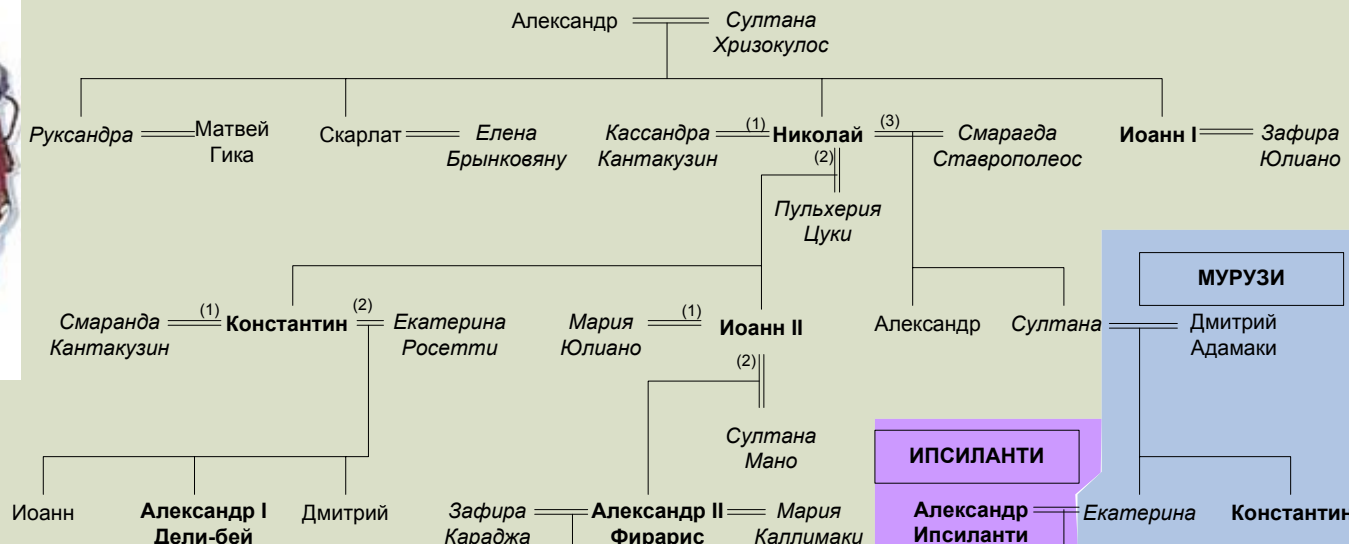 Александр
Султана
Хризокулос
Руксандра
Матвей
Гика
Скарлат
Елена
Брынковяну
Кассандра
Кантакузин
(1)
Николай
(3)
(2)
Смарагда
Ставрополеос
Иоанн I
Зафира
Юлиано
Пульхерия
Цуки
МУРУЗИ
Смаранда
Кантакузин
(1)
Константин
(2)
Екатерина
Росетти
Мария
Юлиано
(1)
Иоанн II
(2)
Александр
Султана
Дмитрий
Адамаки
Султана
Мано
ИПСИЛАНТИ
Иоанн
Александр I
Дели-бей
Дмитрий
Зафира
Караджа
Александр II
Фирарис
Мария
Каллимаки
Александр
Ипсиланти
Екатерина
Константин